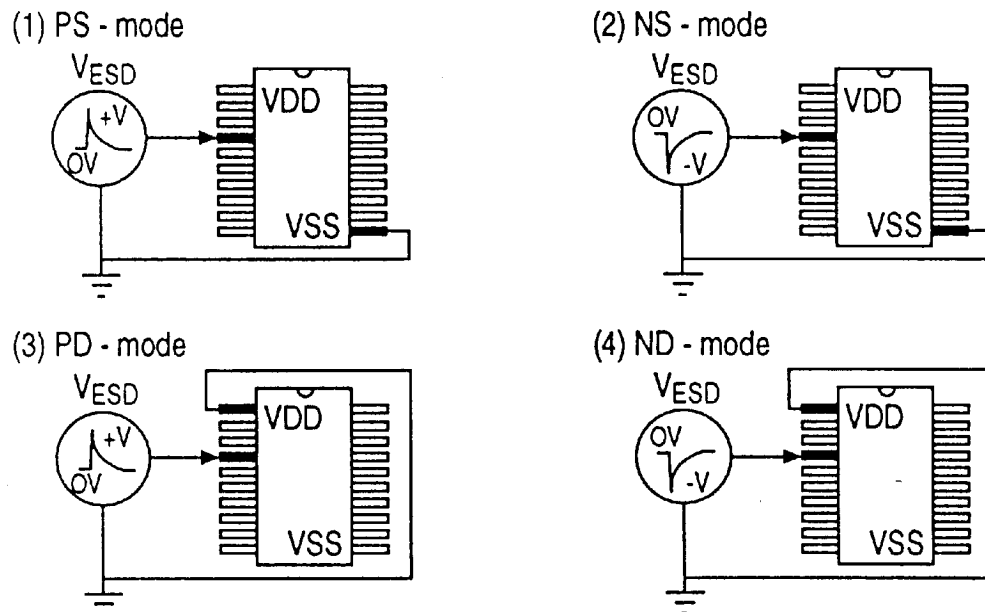 (1) PS - mode
VESD
+V
0V
VDD
VSS
(2) NS - mode
VESD
0V
-V
VDD
VSS
(3) PD - mode
VESD
+V
0V
VDD
VSS
(4) ND - mode
VESD
0V
-V
VDD
VSS